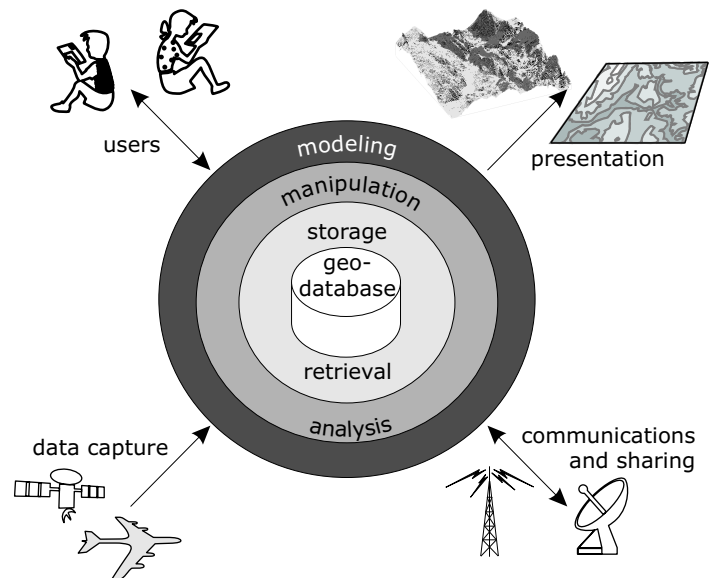 users
modeling
presentation
manipulation
storage
geo-
database
retrieval
analysis
data capture
communications
and sharing